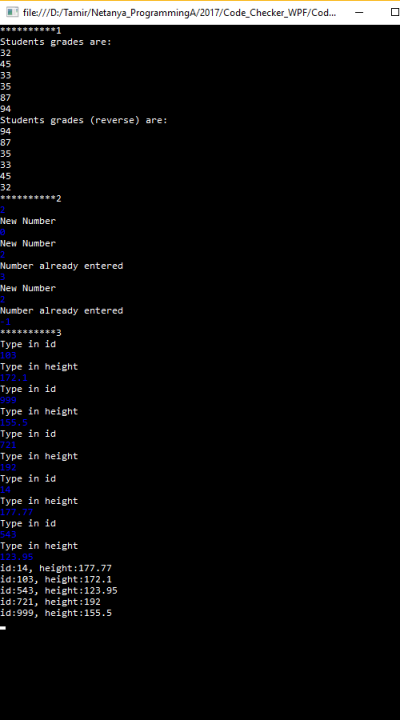 file:///D:/Tamir/Netanya_ProgrammingA/2017/Code_Checker_WPF/Cod...
**********1
Students grades are:
32
45
33
35
87
94
Students grades (reverse) are:
94
87
35
33
45
32
**********2
New Number
0
New Number
2
Number already entered
3
New Number
2
Number already entered
-1
**********3
Type in id
103
Type in height
172.1
Type in id
999
Type in height
155.5
Type in id
721
Type in height
192
Type in id
14
Type in height
177.77
Type in id
543
Type in height
123.95
id:14, height:177.77
id:103, height:172.1
id:543, height:123.95
id:721, height:192
id:999, height:155.5